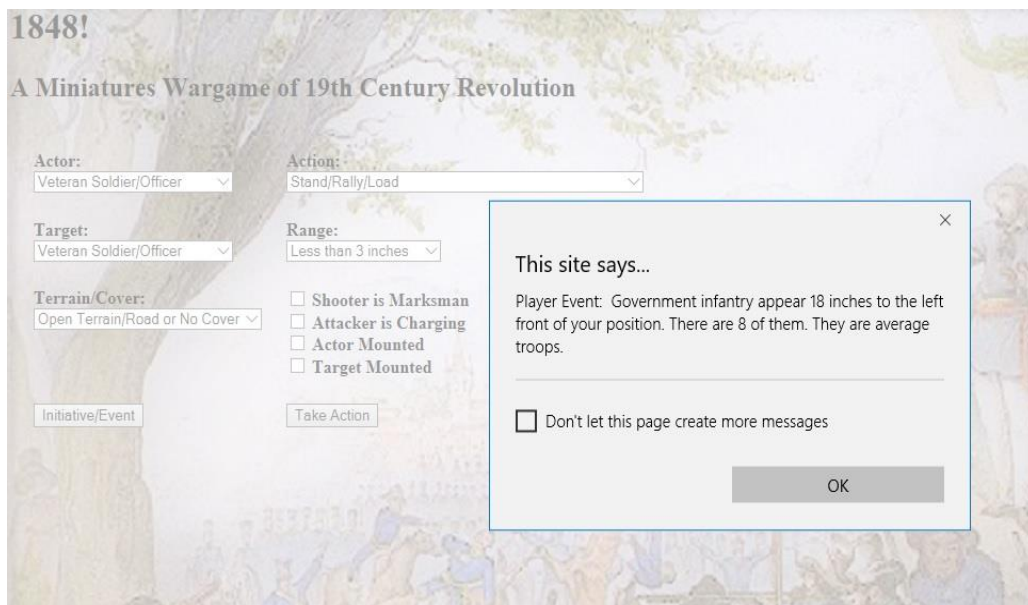 1848!
A Miniatures Wargame of 19th Century Revolution
Actor:
Veteran Soldier/Officer
Action:
Stand/Rally/Load
Target:
Veteran Soldier/Officer
Range:
Less than 3 inches
Terrain/Cover:
Open Terrain/Road or No Cover
Shooter is Marksman
Attacker is Charging
Actor Mounted
Target Mounted
Initiative/Event
Take Action
This site says...
Player Event: Government infantry appear 18 inches to the left
front of your position. There are 8 of them. They are average
troops.
Don't let this page create more messages
OK